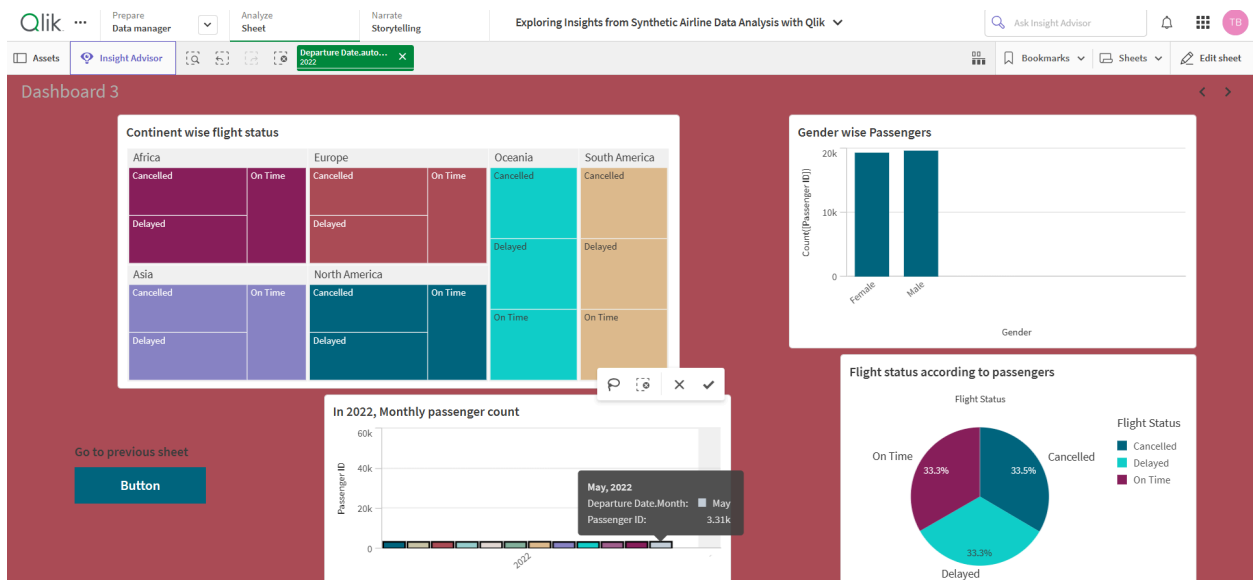 Qlik
Prepare
Data manager
Analyze
Sheet
Narrate
Storytelling
Exploring Insights from Synthetic Airline Data Analysis with Qlik
Ask Insight Advisor
TB
Assets
Insight Advisor
Departure Date.auto...
2022
Bookmarks
Sheets
Edit sheet
Dashboard 3
Continent wise flight status
Africa
Europe
Oceania
South America
Cancelled
On Time
Cancelled
On Time
Cancelled
Cancelled
Delayed
Delayed
Delayed
Delayed
Asia
North America
Cancelled
On Time
Cancelled
On Time
On Time
On Time
Delayed
Delayed
Gender wise Passengers
20k
10k
0
Count([Passenger ID])
Female
Male
Gender
In 2022, Monthly passenger count
60k
40k
20k
0
Passenger ID
2022
May, 2022
Departure Date.Month: May
Passenger ID: 3.31k
Go to previous sheet
Button
Flight status according to passengers
Flight Status
Flight Status
Cancelled
Delayed
On Time
On Time
Cancelled
33.3%
33.5%
33.3%
Delayed